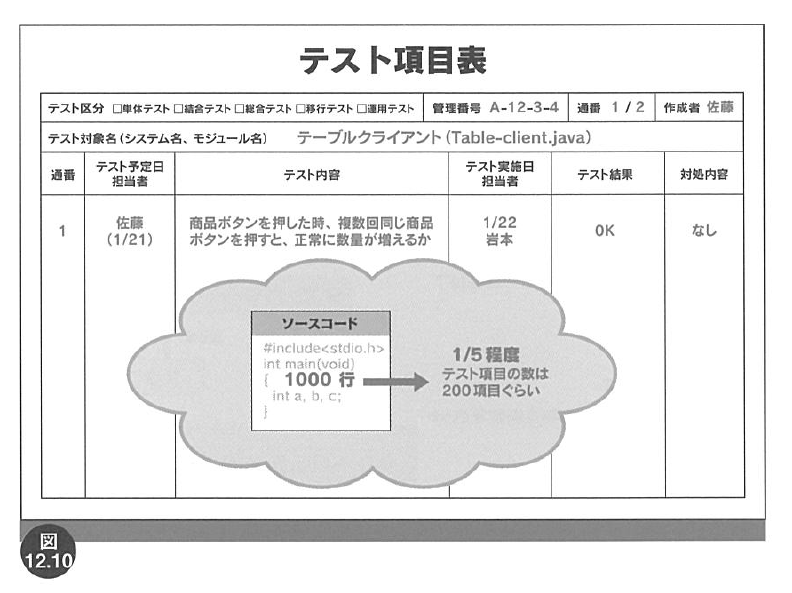 テスト項目表
テスト区分 □単体テスト □結合テスト □総合テスト □移行テスト □運用テスト 管理番号 A-12-3-4 通番 1 / 2 作成者 佐藤
テスト対象名(システム名、モジュール名) テーブルクライアント(Table-client.java)
通番
テスト予定日
担当者
テスト内容
テスト実施日
担当者
テスト結果
対処内容
1
佐藤
(1/21)
商品ボタンを押した時、複数回同じ商品
ボタンを押すと、正常に数量が増えるか
1/22
岩本
OK
なし
ソースコード
#include<stdio.h>
int main(void)
{ 1000 行
int a, b, c;
}
1/5 程度
テスト項目の数は
200項目ぐらい
図
12.10